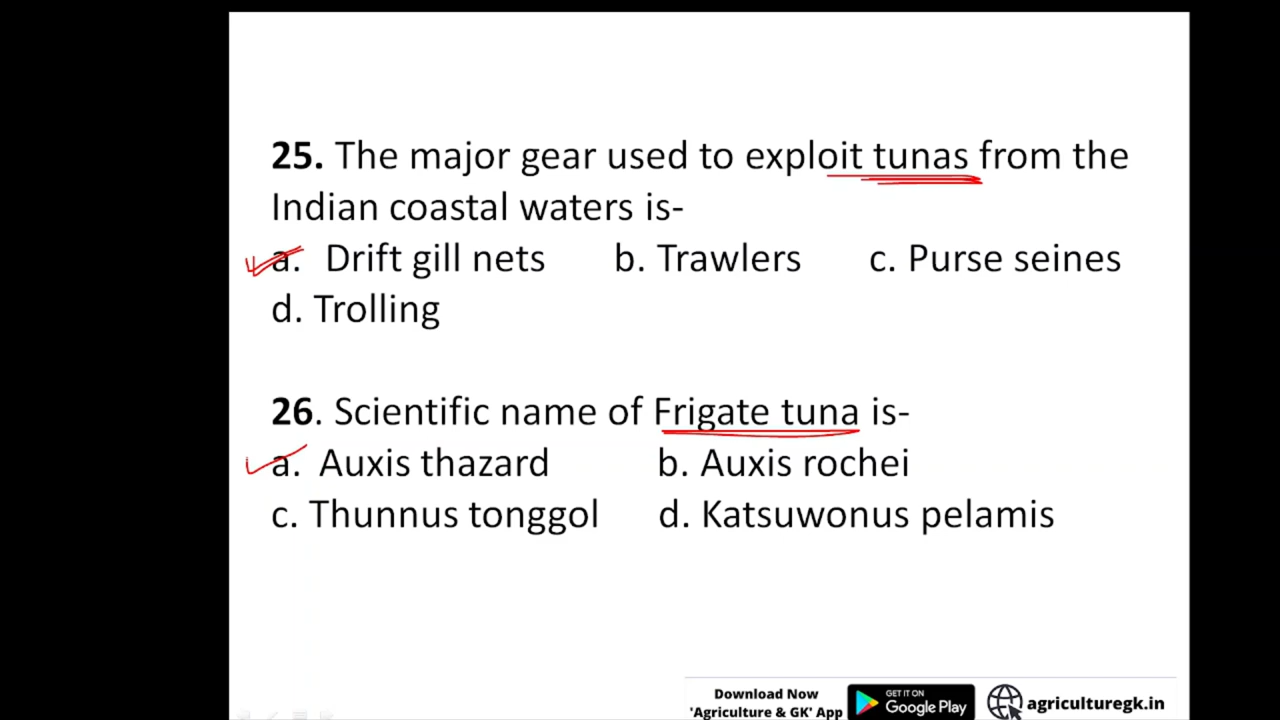 25. The major gear used to exploit tunas from the
Indian coastal waters is-
a. Drift gill nets b. Trawlers c. Purse seines
d. Trolling
26. Scientific name of Frigate tuna is-
a. Auxis thazard b. Auxis rochei
c. Thunnus tonggol d. Katsuwonus pelamis
Download Now
'Agriculture & GK' App
GET IT ON
Google Play
agriculturegk.in